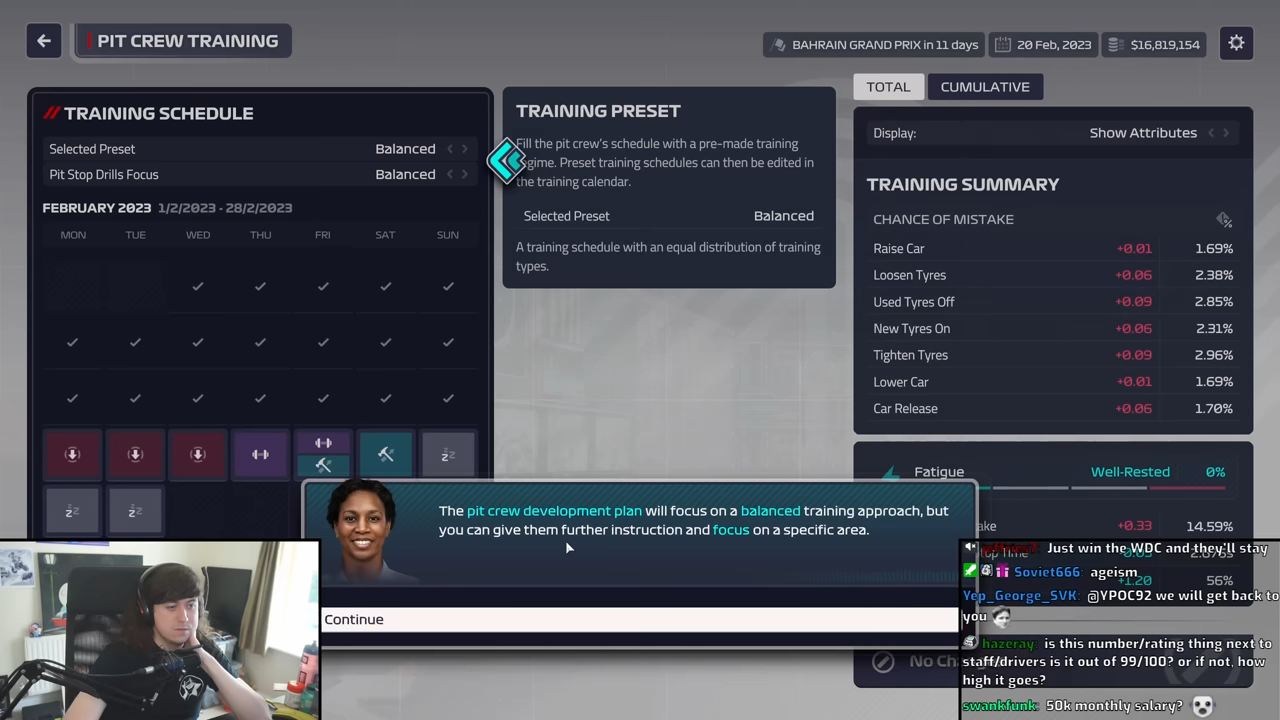 PIT CREW TRAINING
BAHRAIN GRAND PRIX in 11 days
20 Feb, 2023
$16,819,154
TRAINING SCHEDULE
Selected Preset Balanced
Pit Stop Drills Focus Balanced
FEBRUARY 2023 1/2/2023 - 28/2/2023
MON TUE WED THU FRI SAT SUN
TRAINING PRESET
Fill the pit crew's schedule with a pre-made training
regime. Preset training schedules can then be edited in
the training calendar.
Selected Preset Balanced
A training schedule with an equal distribution of training
types.
TOTAL CUMULATIVE
Display: Show Attributes
TRAINING SUMMARY
CHANCE OF MISTAKE
Raise Car +0.01 1.69%
Loosen Tyres +0.06 2.38%
Used Tyres Off +0.09 2.85%
New Tyres On +0.06 2.31%
Tighten Tyres +0.09 2.96%
Lower Car +0.01 1.69%
Car Release +0.06 1.70%
Fatigue Well-Rested 0%
+0.33 14.59%
+1.20 56%
The pit crew development plan will focus on a balanced training approach, but
you can give them further instruction and focus on a specific area.
Continue
Just win the WDC and they'll stay
Soviet666: ageism
Yep_George_SVK: @YPOC92 we will get back to
you
hazeray: is this number/rating thing next to
staff/drivers is it out of 99/100? or if not, how
high it goes?
swankfunk: 50k monthly salary?